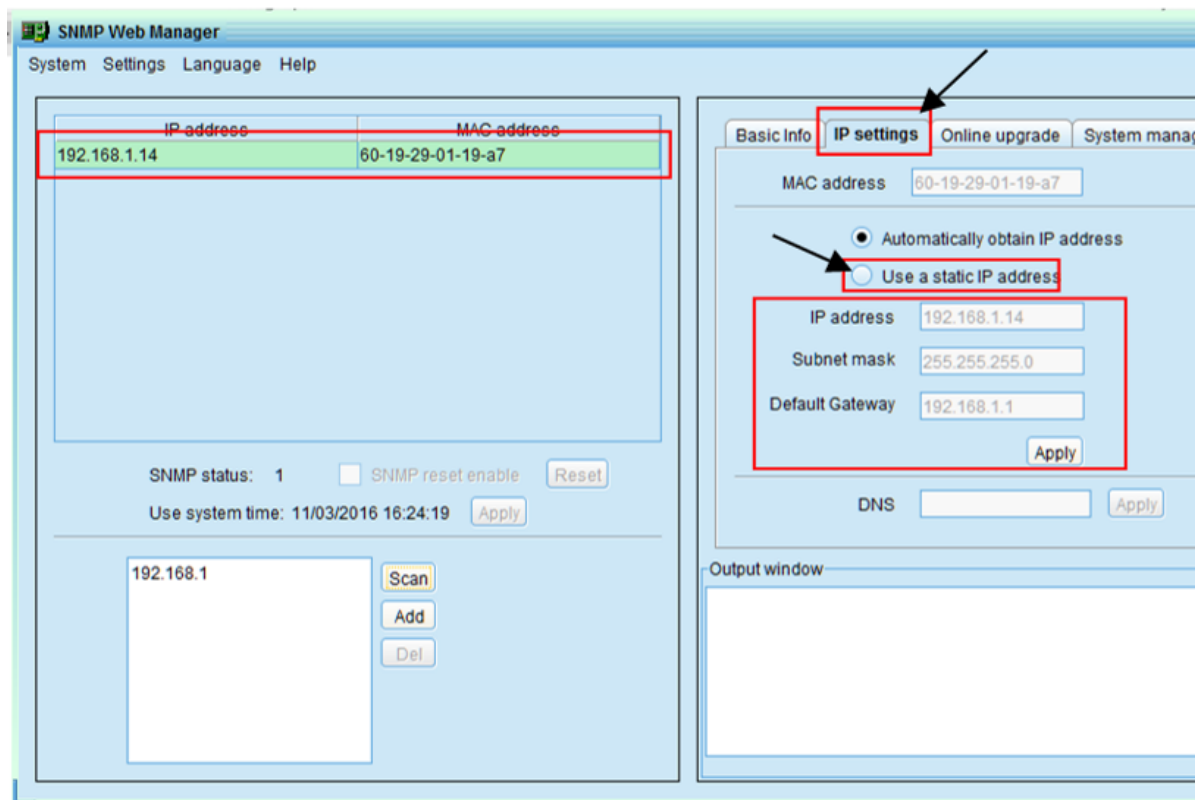 SNMP Web Manager
System Settings Language Help
IP address MAC address
192.168.1.14 60-19-29-01-19-a7
SNMP status: 1 SNMP reset enable Reset
Use system time: 11/03/2016 16:24:19 Apply
192.168.1
Scan
Add
Del
Basic Info IP settings Online upgrade System manag
MAC address 60-19-29-01-19-a7
Automatically obtain IP address
Use a static IP address
IP address 192.168.1.14
Subnet mask 255.255.255.0
Default Gateway 192.168.1.1
Apply
DNS Apply
Output window